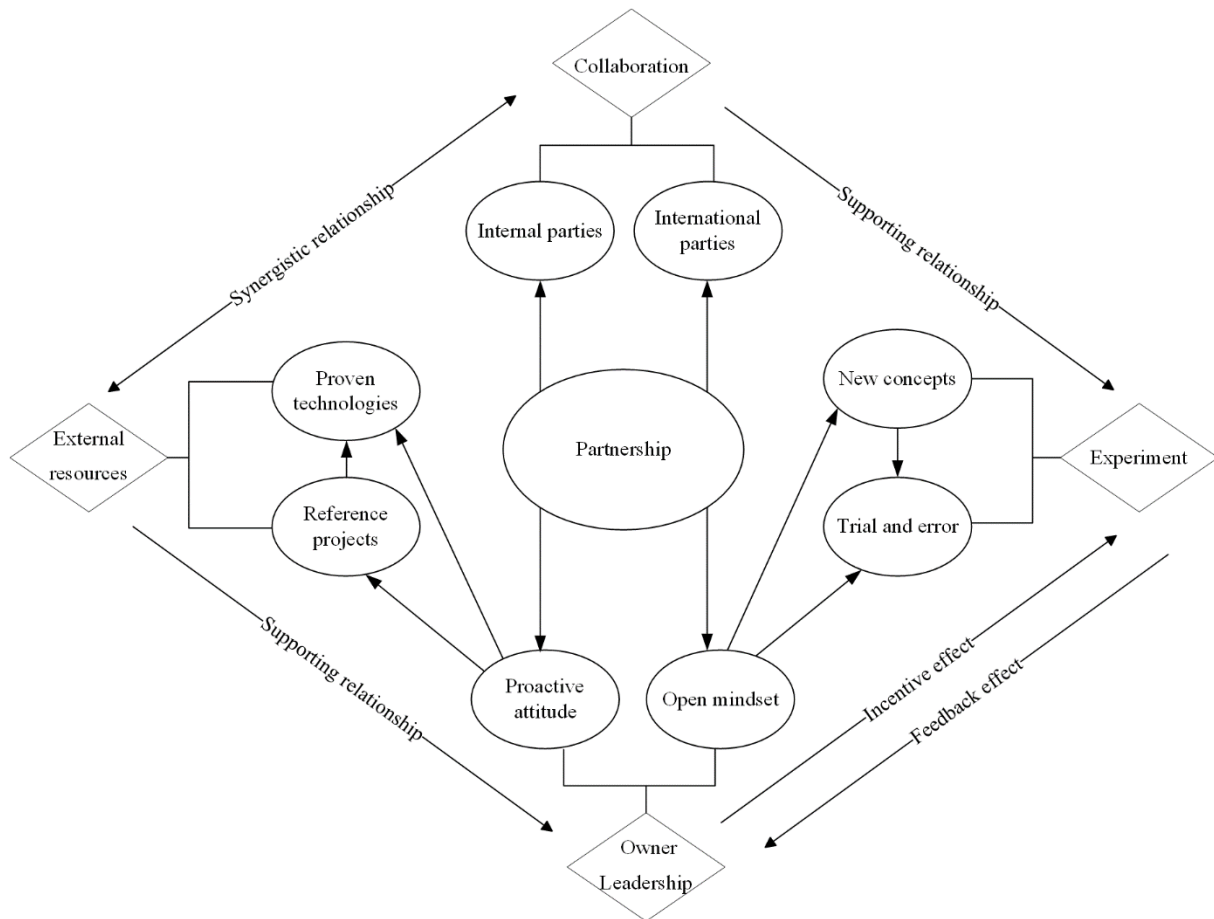 Collaboration
Synergistic relationship
Supporting relationship
Internal parties
International
parties
Proven
technologies
New concepts
External
resources
Partnership
Experiment
Reference
projects
Trial and error
Supporting relationship
Proactive
attitude
Open mindset
Incentive effect
Feedback effect
Owner
Leadership